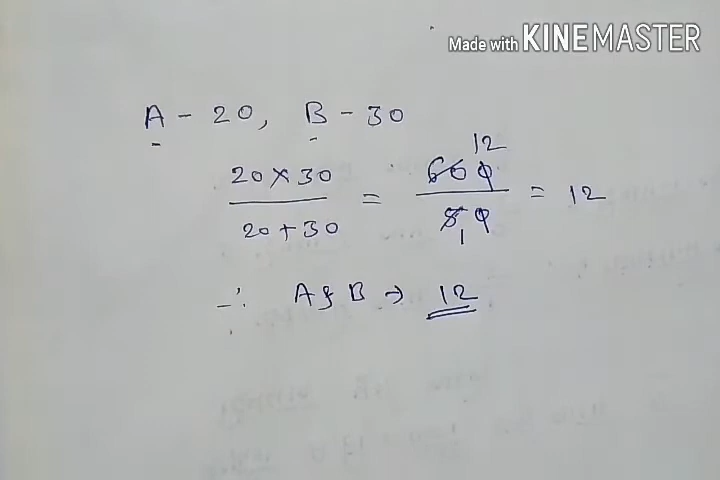 Made with KINEMASTER
A - 20, B - 30
20 × 30 / 20 + 30 = 600 / 50 = 12
12
1
∴ A & B → 12